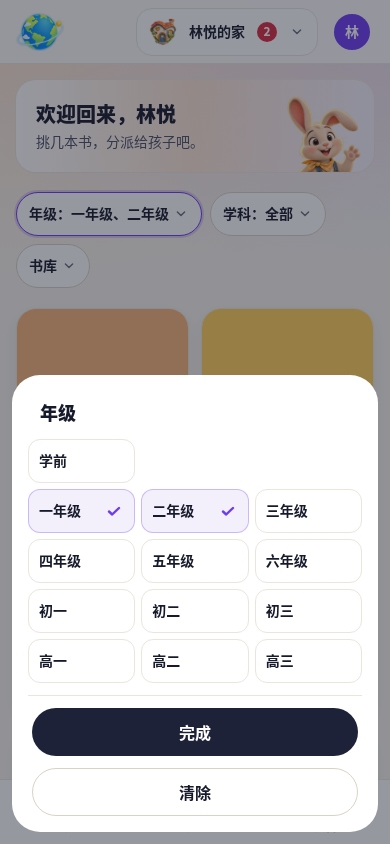 林悦的家 2 林
欢迎回来，林悦
挑几本书，分派给孩子吧。
年级：一年级、二年级 学科：全部
书库
年级
学前
一年级 二年级 三年级
四年级 五年级 六年级
初一 初二 初三
高一 高二 高三
完成
清除